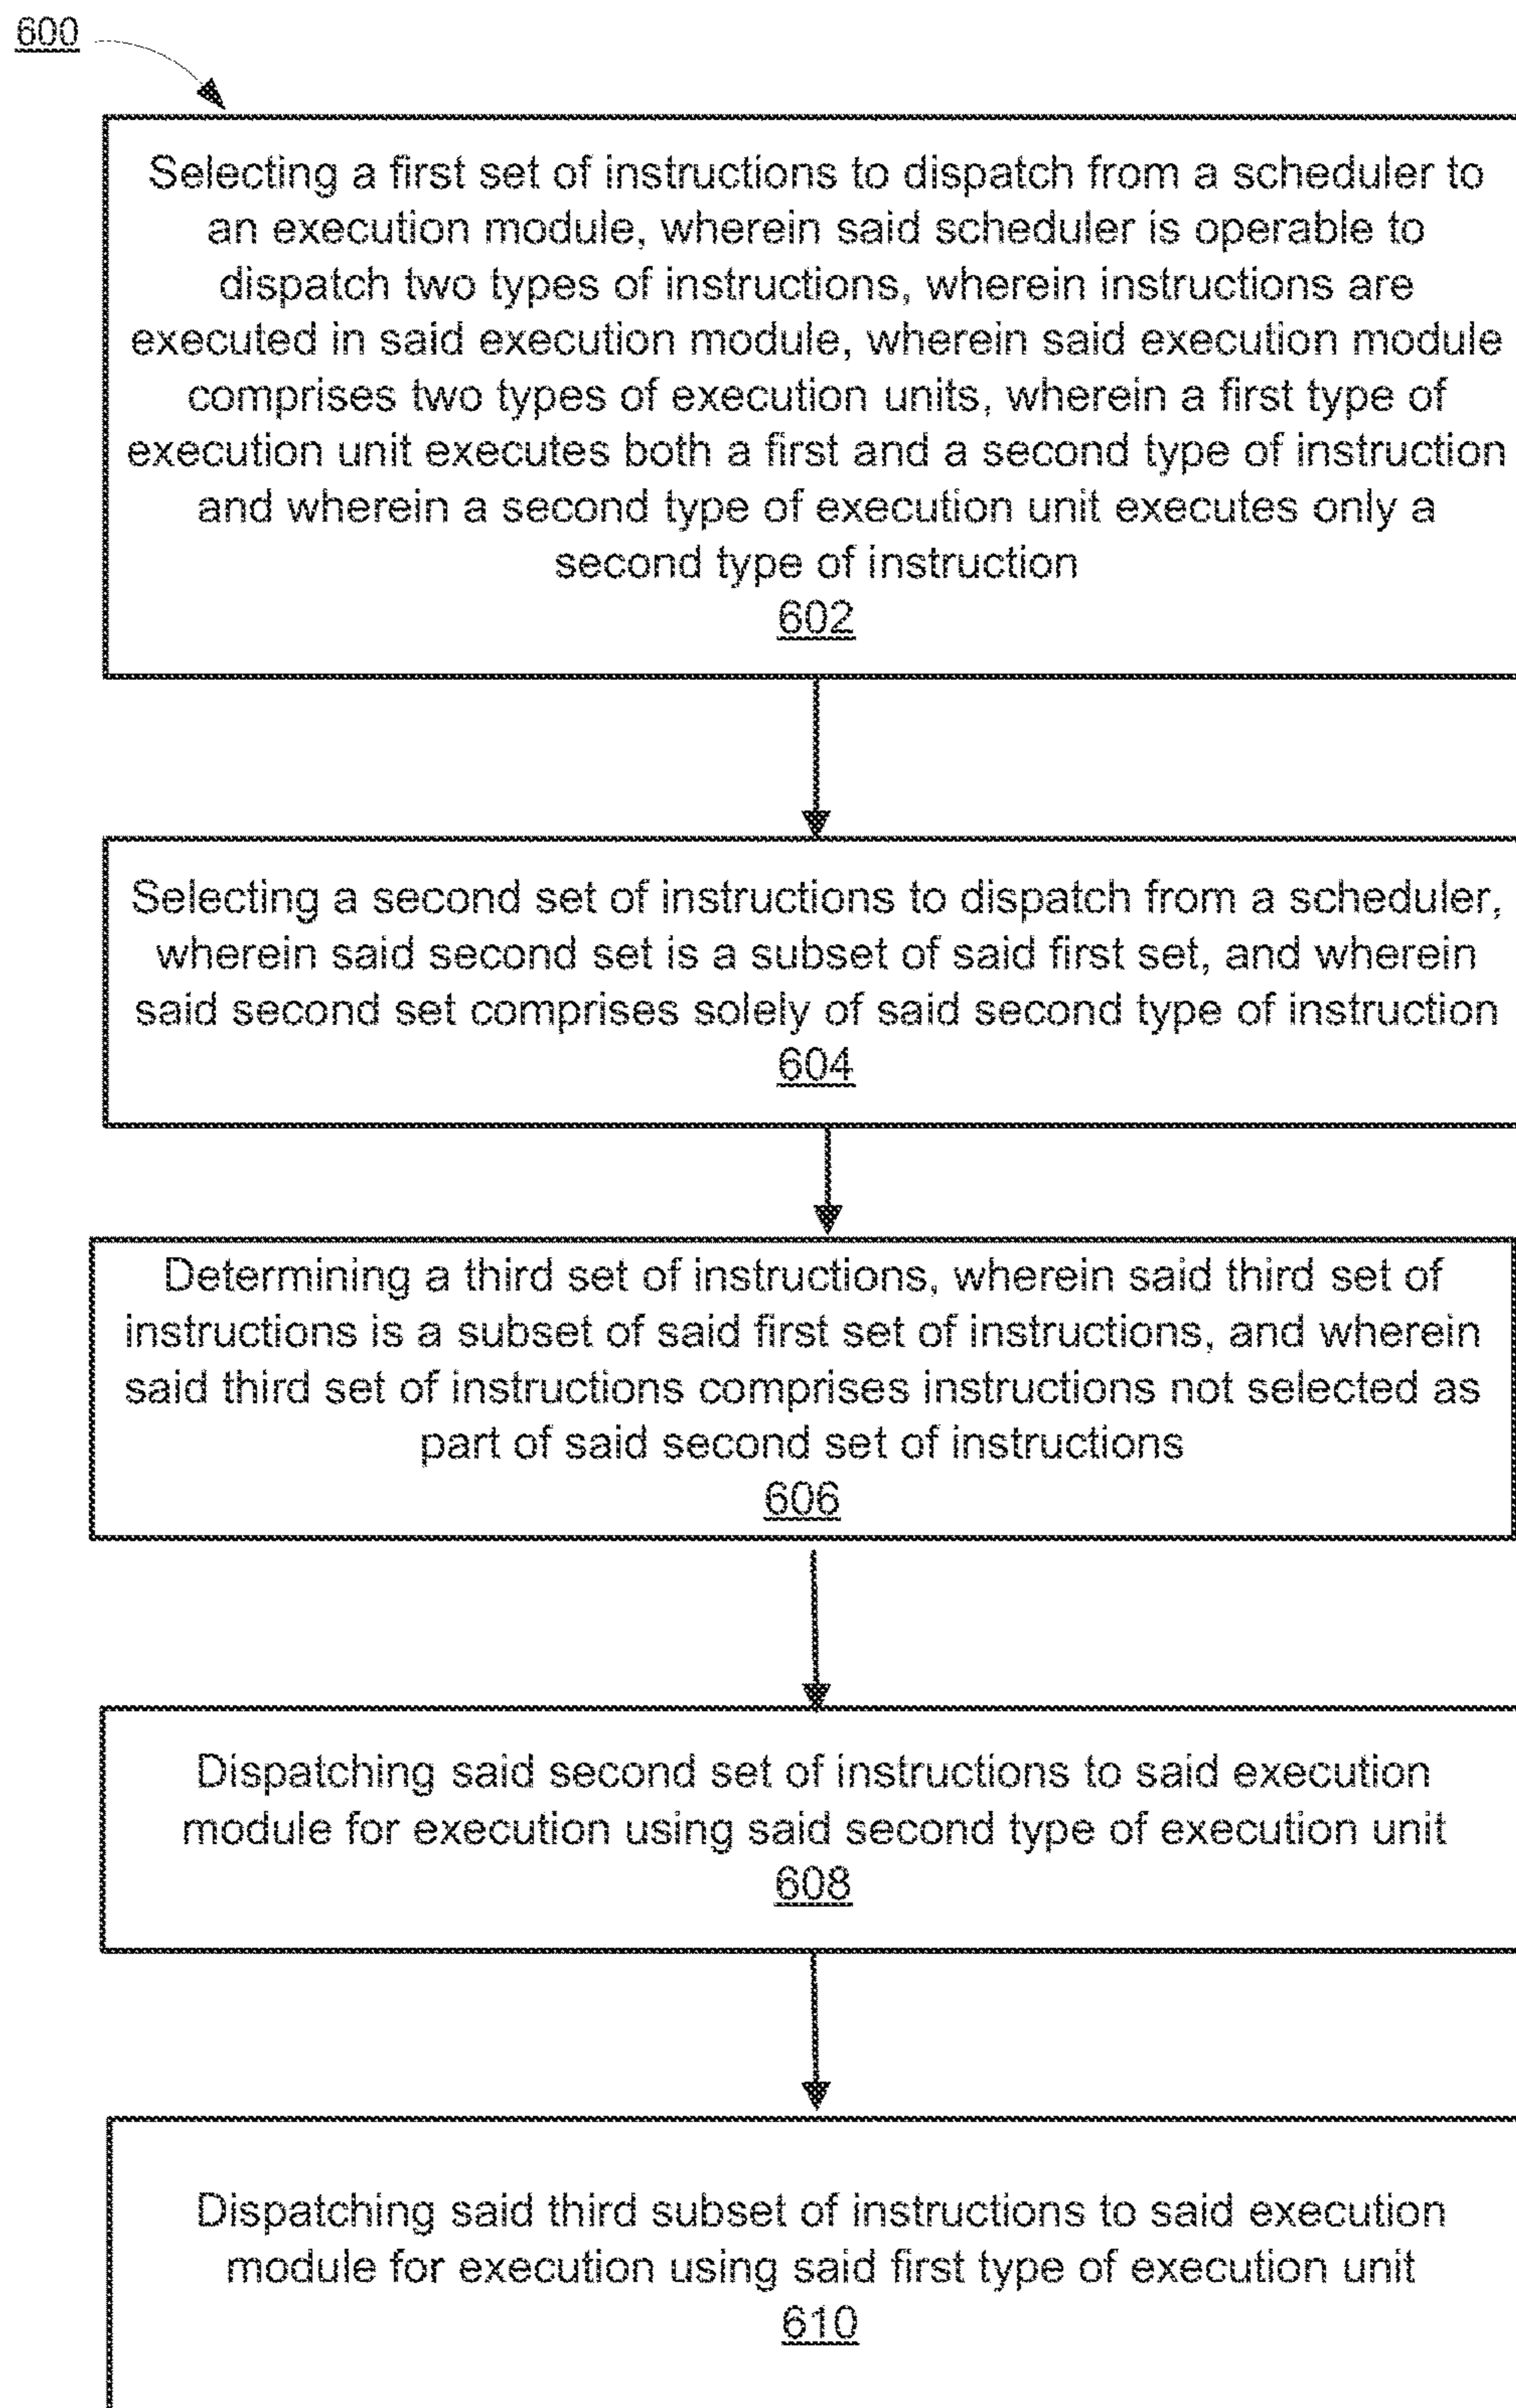 600
Selecting a first set of instructions to dispatch from a scheduler to
an execution module, wherein said scheduler is operable to
dispatch two types of instructions, wherein instructions are
executed in said execution module, wherein said execution module
comprises two types of execution units, wherein a first type of
execution unit executes both a first and a second type of instruction
and wherein a second type of execution unit executes only a
second type of instruction
602
Selecting a second set of instructions to dispatch from a scheduler,
wherein said second set is a subset of said first set, and wherein
said second set comprises solely of said second type of instruction
604
Determining a third set of instructions, wherein said third set of
instructions is a subset of said first set of instructions, and wherein
said third set of instructions comprises instructions not selected as
part of said second set of instructions
606
Dispatching said second set of instructions to said execution
module for execution using said second type of execution unit
608
Dispatching said third subset of instructions to said execution
module for execution using said first type of execution unit
610